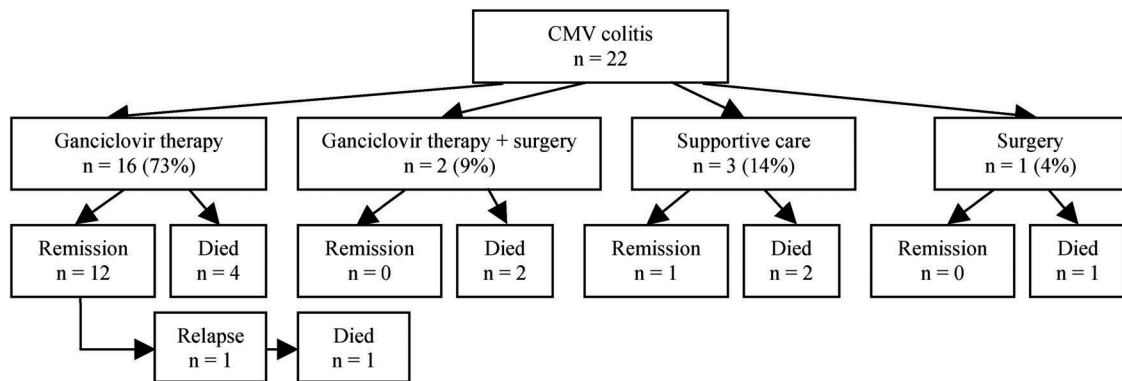 CMV colitis
n = 22
Ganciclovir therapy
n = 16 (73%)
Ganciclovir therapy + surgery
n = 2 (9%)
Supportive care
n = 3 (14%)
Surgery
n = 1 (4%)
Remission
n = 12
Died
n = 4
Remission
n = 0
Died
n = 2
Remission
n = 1
Died
n = 2
Remission
n = 0
Died
n = 1
Relapse
n = 1
Died
n = 1